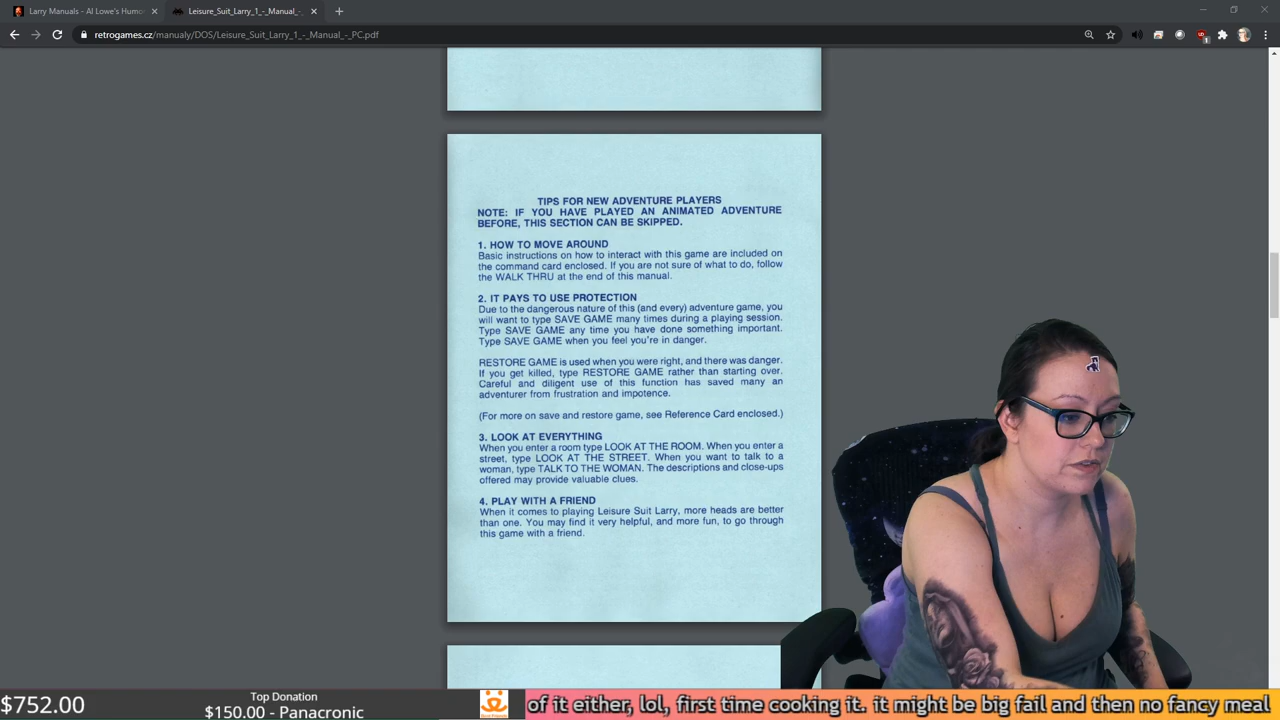 Larry Manuals - Al Lowe's Humo
Leisure_Suit_Larry_1_-_Manual_-_
retrogames.cz/manualy/DOS/Leisure_Suit_Larry_1_-_Manual_-_PC.pdf
TIPS FOR NEW ADVENTURE PLAYERS
NOTE: IF YOU HAVE PLAYED AN ANIMATED ADVENTURE
BEFORE, THIS SECTION CAN BE SKIPPED.
1. HOW TO MOVE AROUND
Basic instructions on how to interact with this game are included on
the command card enclosed. If you are not sure of what to do, follow
the WALK THRU at the end of this manual.
2. IT PAYS TO USE PROTECTION
Due to the dangerous nature of this (and every) adventure game, you
will want to type SAVE GAME many times during a playing session.
Type SAVE GAME any time you have done something important.
Type SAVE GAME when you feel you're in danger.
RESTORE GAME is used when you were right, and there was danger.
If you get killed, type RESTORE GAME rather than starting over.
Careful and diligent use of this function has saved many an
adventurer from frustration and impotence.
(For more on save and restore game, see Reference Card enclosed.)
3. LOOK AT EVERYTHING
When you enter a room type LOOK AT THE ROOM. When you enter a
street, type LOOK AT THE STREET. When you want to talk to a
woman, type TALK TO THE WOMAN. The descriptions and close-ups
offered may provide valuable clues.
4. PLAY WITH A FRIEND
When it comes to playing Leisure Suit Larry, more heads are better
than one. You may find it very helpful, and more fun, to go through
this game with a friend.
$752.00
Top Donation
$150.00 - Panacronic
of it either, lol, first time cooking it. it might be big fail and then no fancy meal